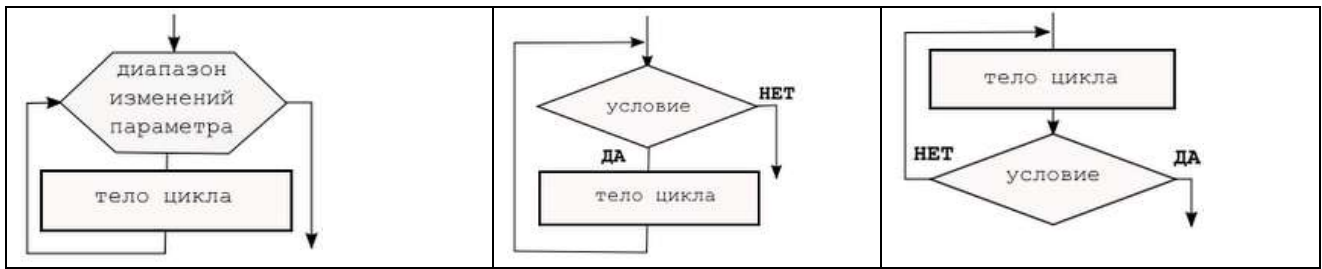 диапазон
изменений
параметра
тело цикла
условие
НЕТ
ДА
тело цикла
тело цикла
НЕТ
ДА
условие